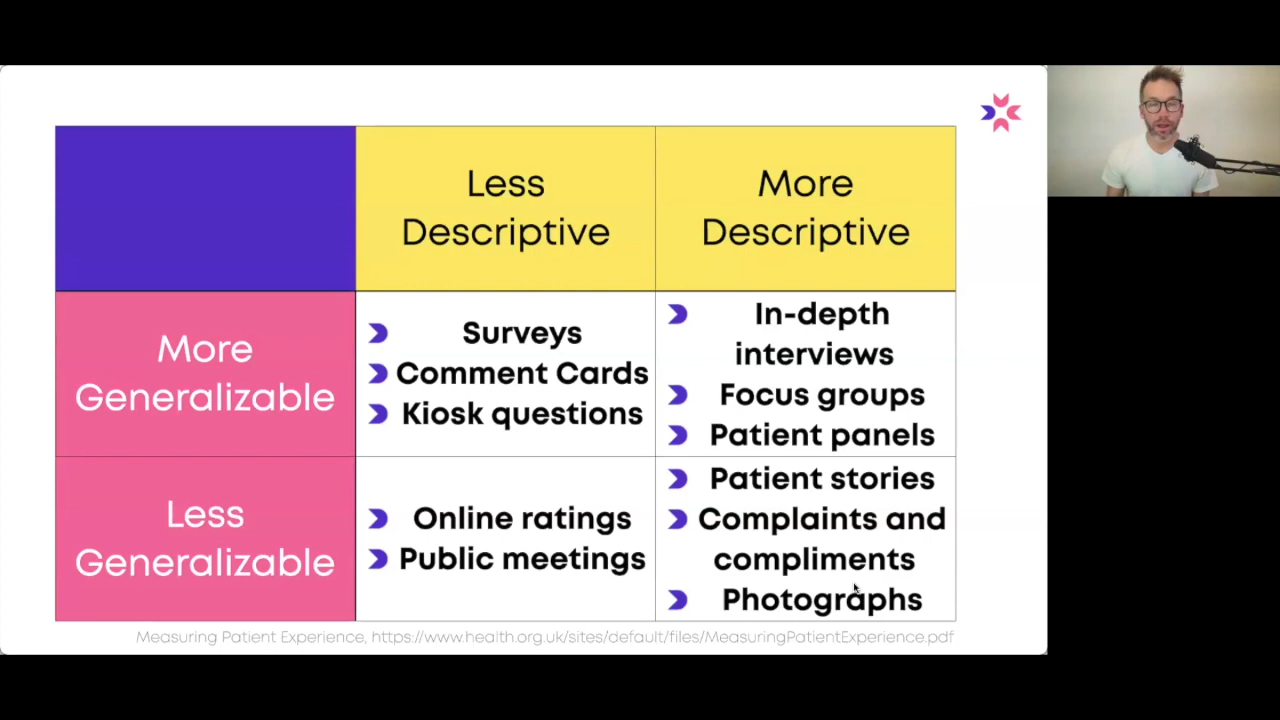 Less
Descriptive
More
Descriptive
More
Generalizable
Surveys
Comment Cards
Kiosk questions
In-depth
interviews
Focus groups
Patient panels
Less
Generalizable
Online ratings
Public meetings
Patient stories
Complaints and
compliments
Photographs
Measuring Patient Experience, https://www.health.org.uk/sites/default/files/MeasuringPatientExperience.pdf